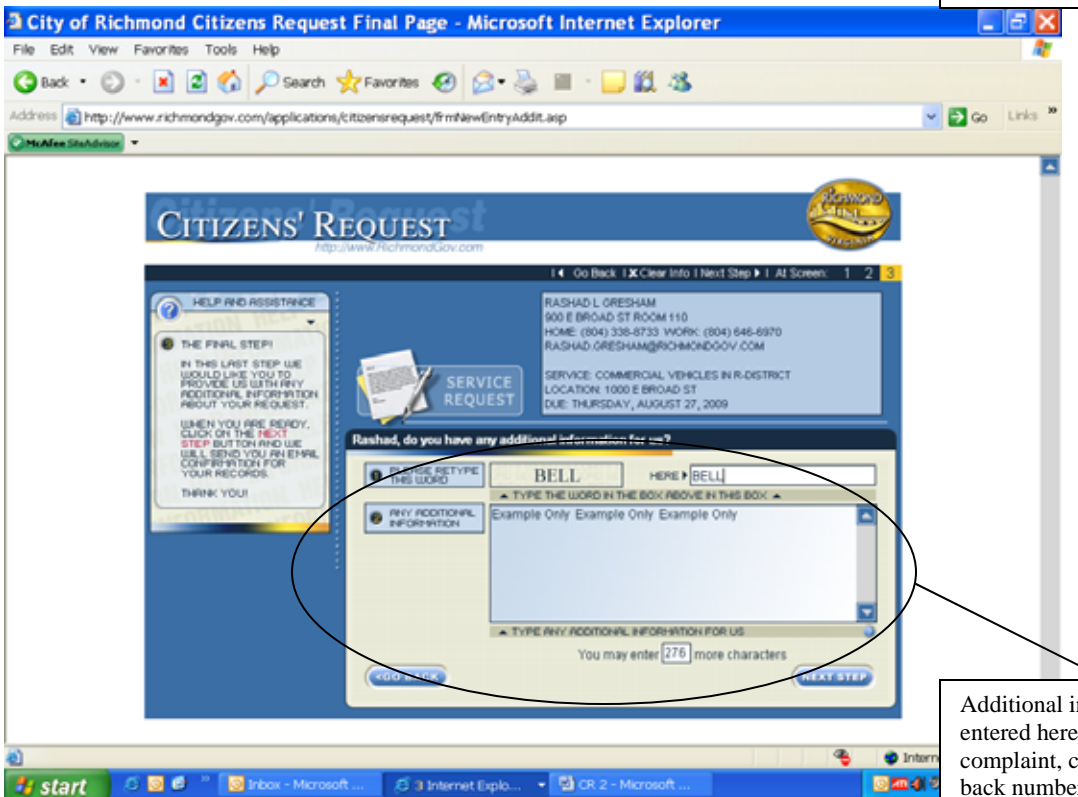 City of Richmond Citizens Request Final Page - Microsoft Internet Explorer
File Edit View Favorites Tools Help
Back Search Favorites
Address http://www.richmondgov.com/applications/citizensrequest/frmNewEntryAddit.asp Go Links »
McAfee SiteAdvisor
CITIZENS' REQUEST
http://www.RichmondGov.com
RICHMOND
VIRGINIA
Go Back | X Clear Info | Next Step | At Screen: 1 2 3
HELP AND ASSISTANCE
THE FINAL STEP!
IN THIS LAST STEP WE
WOULD LIKE YOU TO
PROVIDE US WITH ANY
ADDITIONAL INFORMATION
ABOUT YOUR REQUEST.
WHEN YOU ARE READY,
CLICK ON THE NEXT
STEP BUTTON AND WE
WILL SEND YOU AN EMAIL
CONFIRMATION FOR
YOUR RECORDS.
THANK YOU!
SERVICE
REQUEST
RASHAD L GRESHAM
900 E BROAD ST ROOM 110
HOME: (804) 338-8733 WORK: (804) 646-6970
RASHAD.GRESHAM@RICHMONDGOV.COM
SERVICE: COMMERCIAL VEHICLES IN R-DISTRICT
LOCATION: 1000 E BROAD ST
DUE: THURSDAY, AUGUST 27, 2009
Rashad, do you have any additional information for us?
PLEASE RETYPE
THIS WORD
BELL HERE BELL
TYPE THE WORD IN THE BOX ABOVE IN THIS BOX
ANY ADDITIONAL
INFORMATION
Example Only Example Only Example Only
TYPE ANY ADDITIONAL INFORMATION FOR US
You may enter 276 more characters
<GO BACK NEXT STEP
Additional in
entered here
complaint, c
back number
Intern
start Inbox - Microsoft ... 3 Internet Explo... CR 2 - Microsoft ...